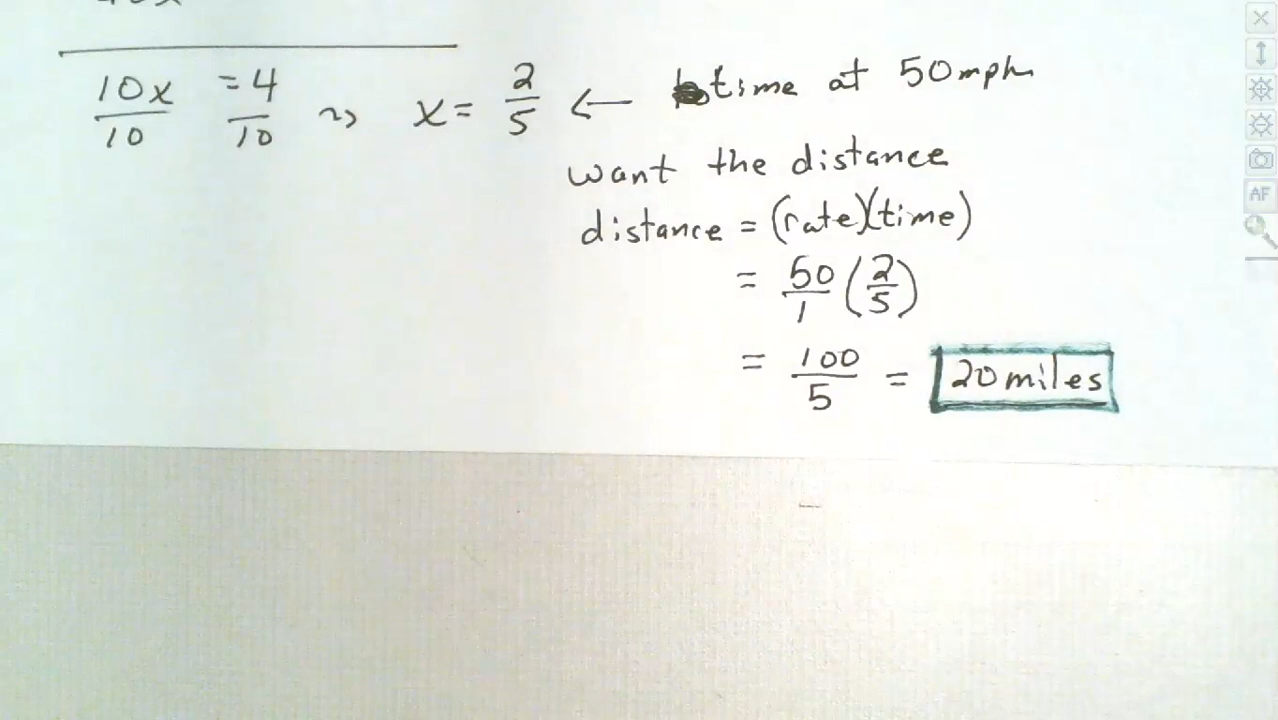 10x/10 = 4/10 ⇝ x = 2/5 ← time at 50mph
want the distance
distance = (rate)(time)
= 50/1 (2/5)
= 100/5 = 20 miles
AF